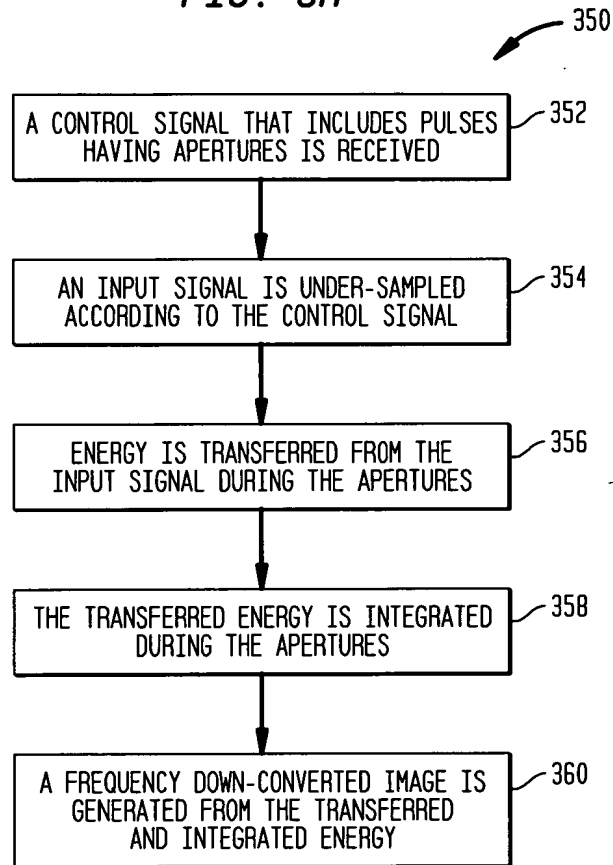 350
A CONTROL SIGNAL THAT INCLUDES PULSES
HAVING APERTURES IS RECEIVED
352
AN INPUT SIGNAL IS UNDER-SAMPLED
ACCORDING TO THE CONTROL SIGNAL
354
ENERGY IS TRANSFERRED FROM THE
INPUT SIGNAL DURING THE APERTURES
356
THE TRANSFERRED ENERGY IS INTEGRATED
DURING THE APERTURES
358
A FREQUENCY DOWN-CONVERTED IMAGE IS
GENERATED FROM THE TRANSFERRED
AND INTEGRATED ENERGY
360